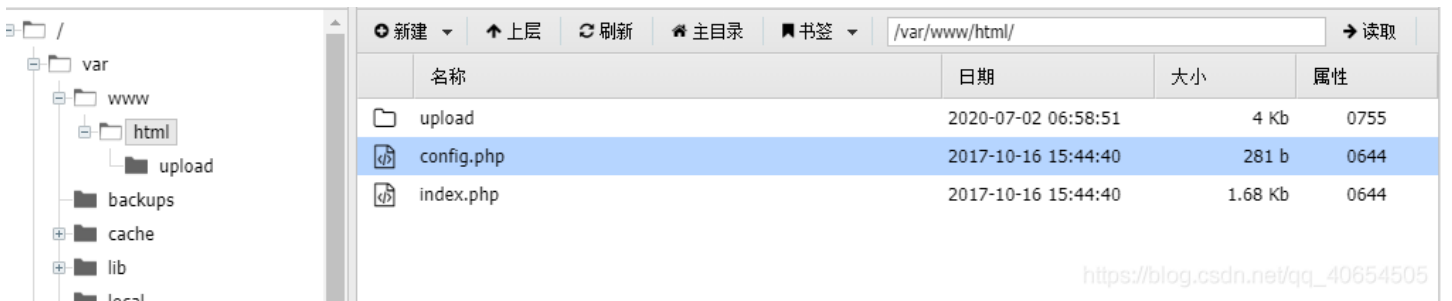 /
var
www
html
upload
backups
cache
lib
local
新建 上层 刷新 主目录 书签 /var/www/html/ 读取
名称 日期 大小 属性
upload 2020-07-02 06:58:51 4 Kb 0755
config.php 2017-10-16 15:44:40 281 b 0644
index.php 2017-10-16 15:44:40 1.68 Kb 0644
https://blog.csdn.net/qq_40654505